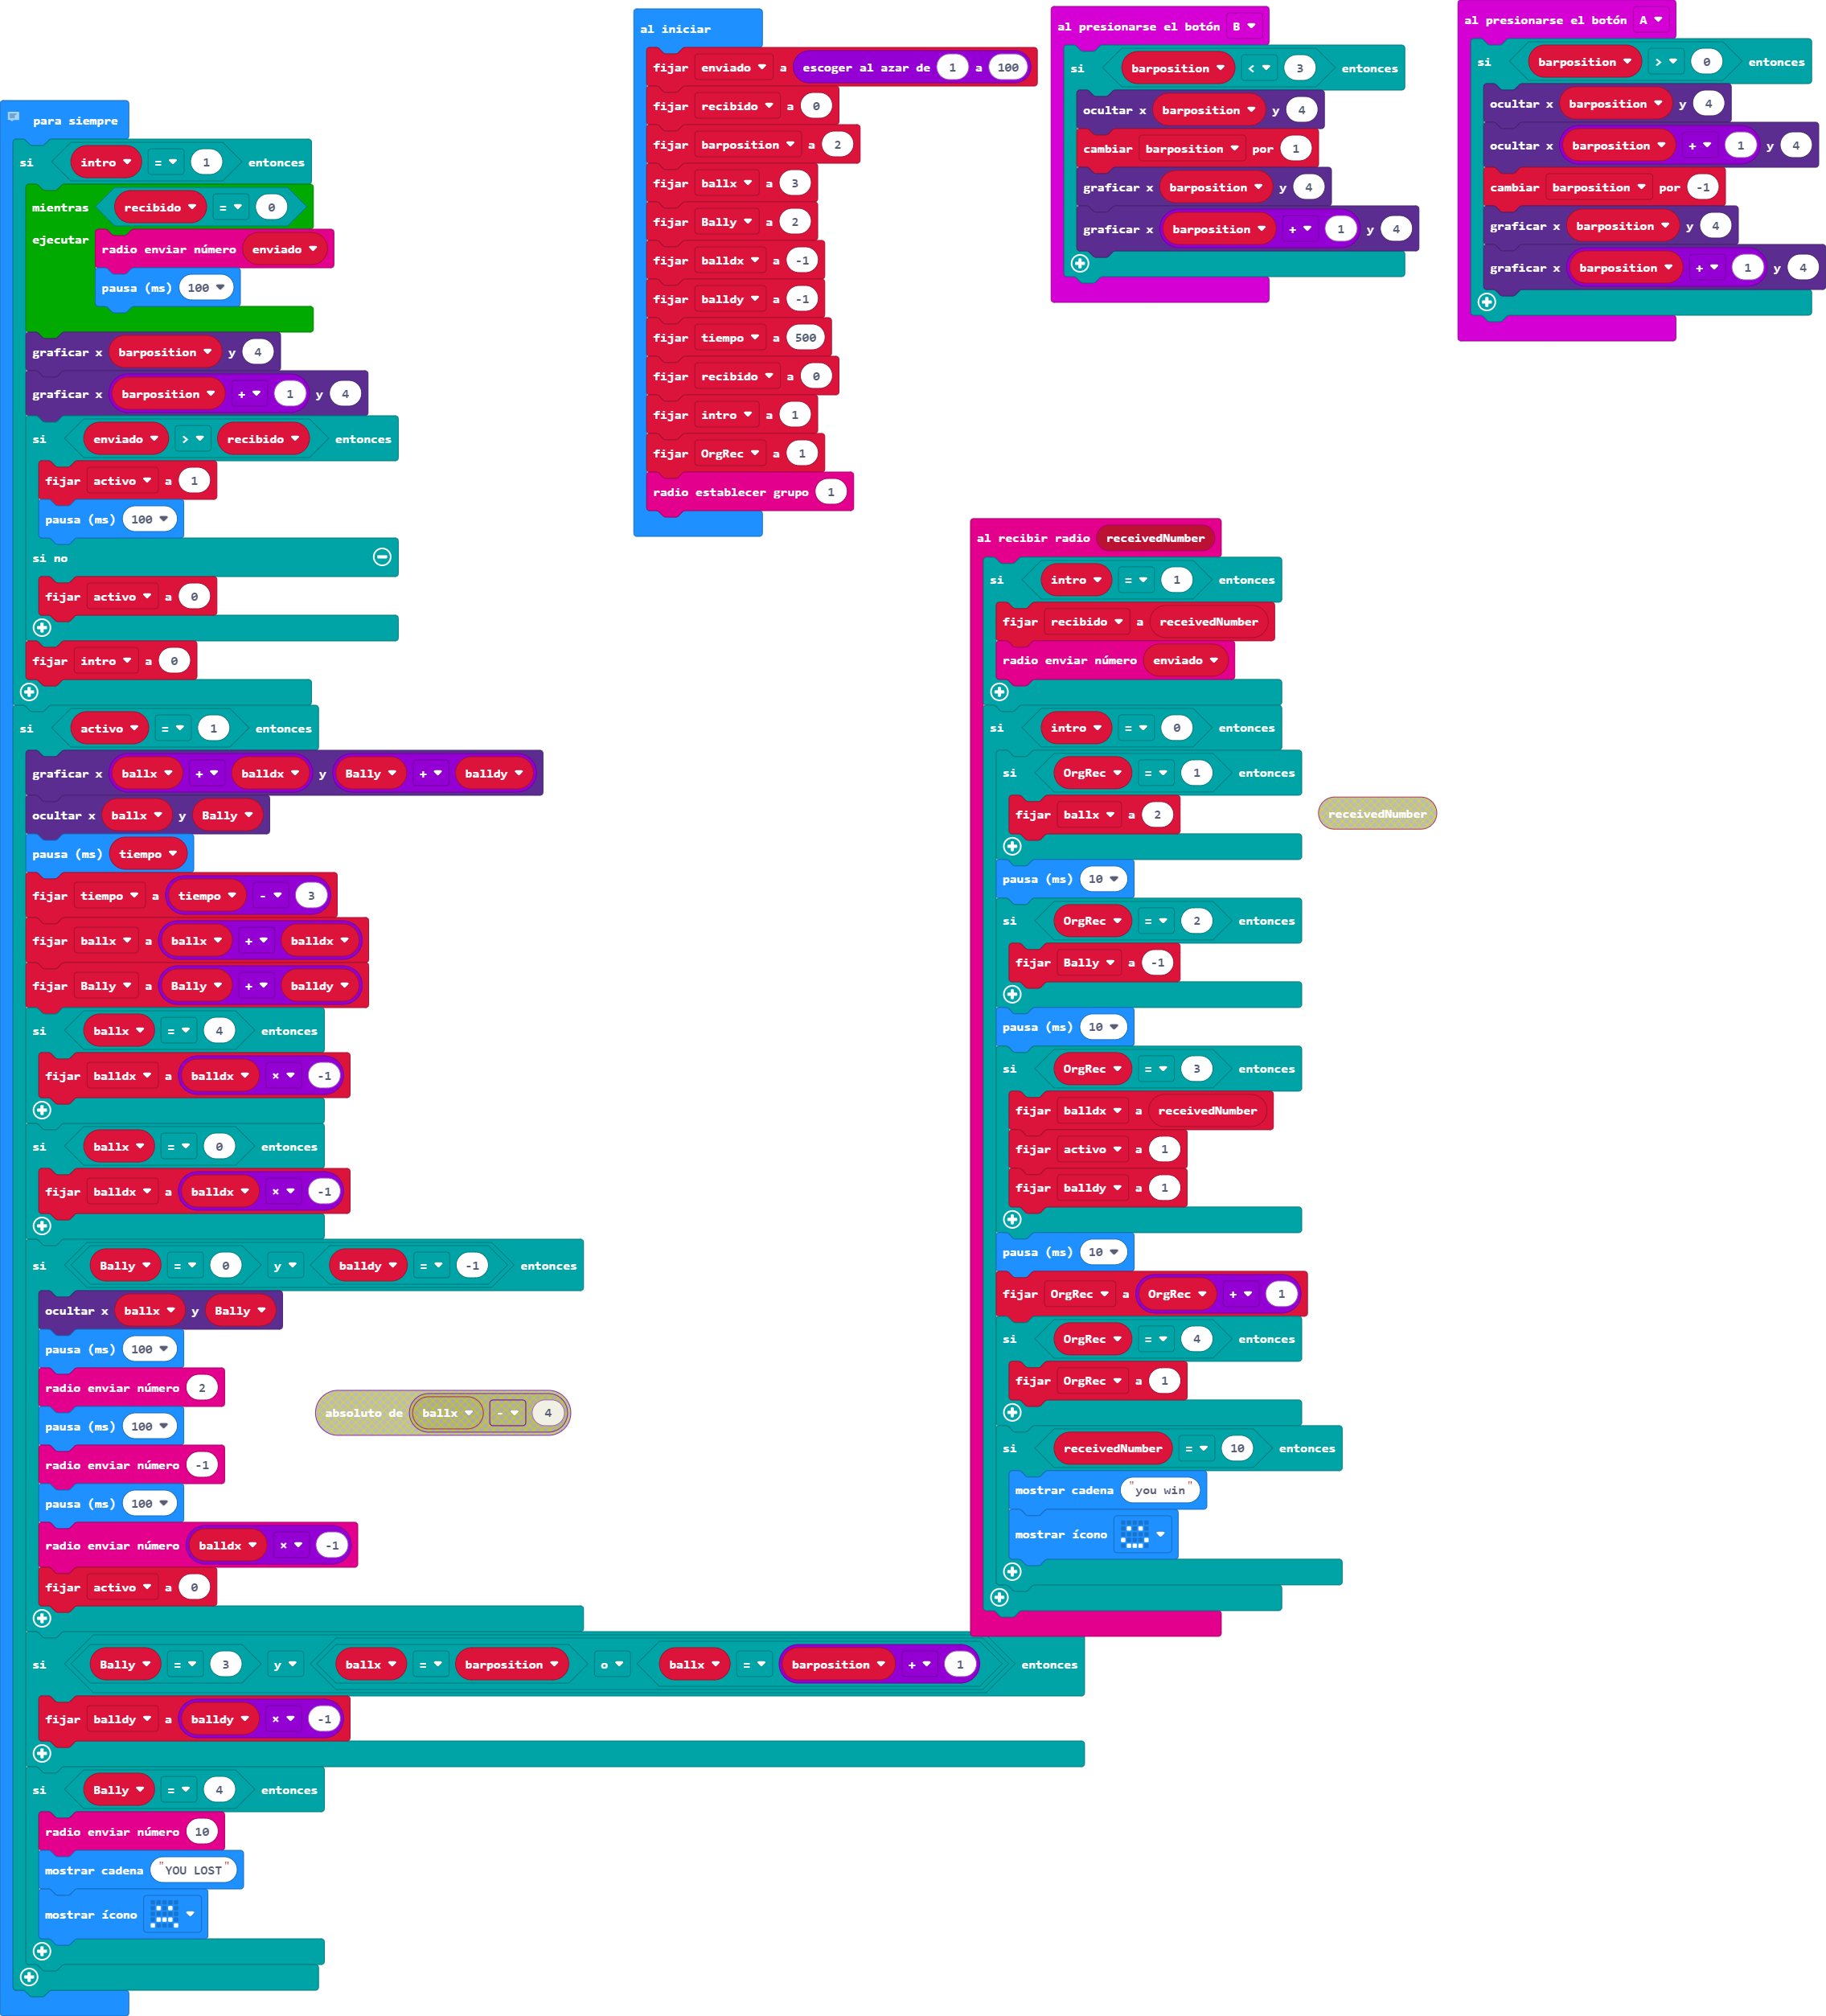 para siempre
si intro = 1 entonces
mientras recibido = 0
ejecutar
radio enviar número enviado
pausa (ms) 100
graficar x barposition y 4
graficar x barposition + 1 y 4
si enviado > recibido entonces
fijar activo a 1
pausa (ms) 100
si no
fijar activo a 0
fijar intro a 0
si activo = 1 entonces
graficar x ballx + balldx y Bally + balldy
ocultar x ballx y Bally
pausa (ms) tiempo
fijar tiempo a tiempo - 3
fijar ballx a ballx + balldx
fijar Bally a Bally + balldy
si ballx = 4 entonces
fijar balldx a balldx × -1
si ballx = 0 entonces
fijar balldx a balldx × -1
si Bally = 0 y balldy = -1 entonces
ocultar x ballx y Bally
pausa (ms) 100
radio enviar número 2
pausa (ms) 100
radio enviar número -1
pausa (ms) 100
radio enviar número balldx × -1
fijar activo a 0
si Bally = 3 y ballx = barposition o ballx = barposition + 1 entonces
fijar balldy a balldy × -1
si Bally = 4 entonces
radio enviar número 10
mostrar cadena "YOU LOST"
mostrar ícono
absoluto de ballx - 4
al iniciar
fijar enviado a escoger al azar de 1 a 100
fijar recibido a 0
fijar barposition a 2
fijar ballx a 3
fijar Bally a 2
fijar balldx a -1
fijar balldy a -1
fijar tiempo a 500
fijar recibido a 0
fijar intro a 1
fijar OrgRec a 1
radio establecer grupo 1
al presionarse el botón B
si barposition < 3 entonces
ocultar x barposition y 4
cambiar barposition por 1
graficar x barposition y 4
graficar x barposition + 1 y 4
al presionarse el botón A
si barposition > 0 entonces
ocultar x barposition y 4
ocultar x barposition + 1 y 4
cambiar barposition por -1
graficar x barposition y 4
graficar x barposition + 1 y 4
al recibir radio receivedNumber
si intro = 1 entonces
fijar recibido a receivedNumber
radio enviar número enviado
si intro = 0 entonces
si OrgRec = 1 entonces
fijar ballx a 2
pausa (ms) 10
si OrgRec = 2 entonces
fijar Bally a -1
pausa (ms) 10
si OrgRec = 3 entonces
fijar balldx a receivedNumber
fijar activo a 1
fijar balldy a 1
pausa (ms) 10
fijar OrgRec a OrgRec + 1
si OrgRec = 4 entonces
fijar OrgRec a 1
si receivedNumber = 10 entonces
mostrar cadena "you win"
mostrar ícono
receivedNumber